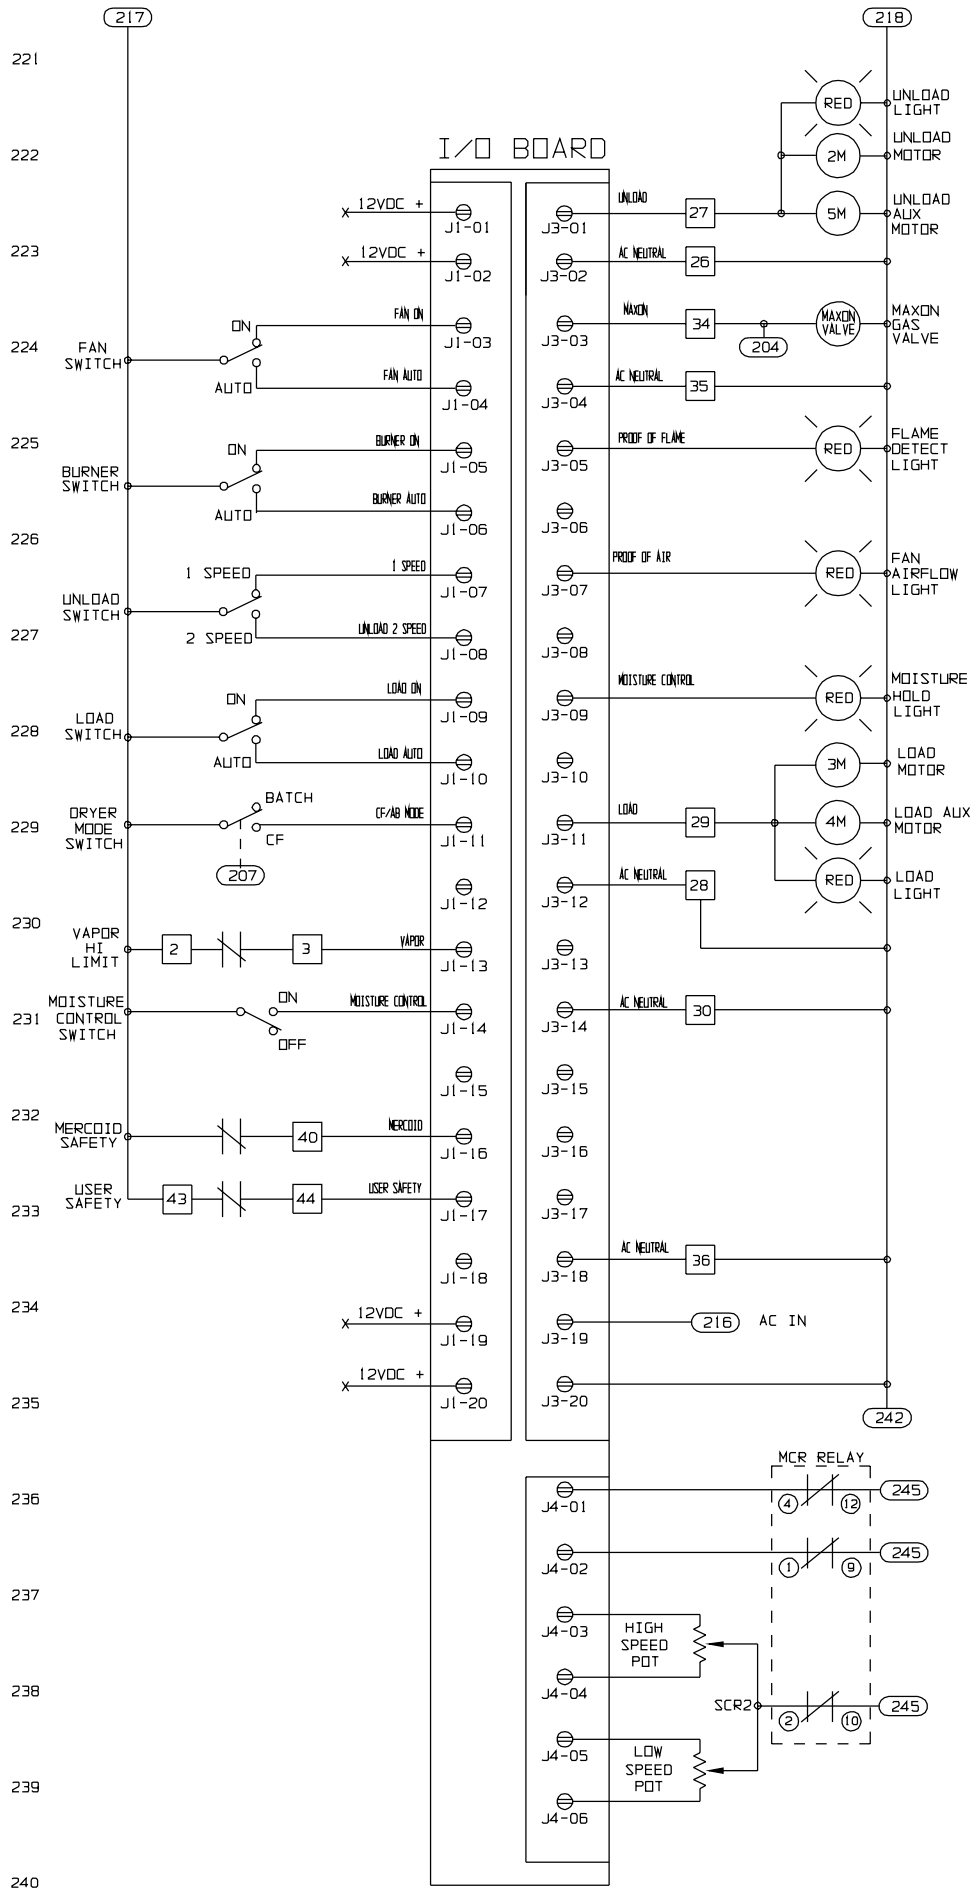 217
218
221
UNLOAD
LIGHT
RED
222
I/O BOARD
UNLOAD
MOTOR
2M
12VDC +
J1-01
J3-01
UNLOAD
27
5M
UNLOAD
AUX
MOTOR
223
12VDC +
J1-02
J3-02
AC NEUTRAL
26
224
FAN
SWITCH
ON
AUTO
FAN ON
J1-03
J3-03
MAXON
34
204
MAXON
VALVE
MAXON
GAS
VALVE
FAN AUTO
J1-04
J3-04
AC NEUTRAL
35
225
BURNER
SWITCH
ON
AUTO
BURNER ON
J1-05
J3-05
PROOF OF FLAME
RED
FLAME
DETECT
LIGHT
BURNER AUTO
J1-06
J3-06
226
UNLOAD
SWITCH
1 SPEED
2 SPEED
1 SPEED
J1-07
J3-07
PROOF OF AIR
RED
FAN
AIRFLOW
LIGHT
227
UNLOAD 2 SPEED
J1-08
J3-08
228
LOAD
SWITCH
ON
AUTO
LOAD ON
J1-09
J3-09
MOISTURE CONTROL
RED
MOISTURE
HOLD
LIGHT
LOAD AUTO
J1-10
J3-10
3M
LOAD
MOTOR
229
DRYER
MODE
SWITCH
BATCH
CF
207
CF/AB MODE
J1-11
J3-11
LOAD
29
4M
LOAD AUX
MOTOR
J1-12
J3-12
AC NEUTRAL
28
RED
LOAD
LIGHT
230
VAPOR
HI
LIMIT
2
3
VAPOR
J1-13
J3-13
231
MOISTURE
CONTROL
SWITCH
ON
OFF
MOISTURE CONTROL
J1-14
J3-14
AC NEUTRAL
30
J1-15
J3-15
232
MERCOID
SAFETY
40
MERCOID
J1-16
J3-16
233
USER
SAFETY
43
44
USER SAFETY
J1-17
J3-17
J1-18
J3-18
AC NEUTRAL
36
234
12VDC +
J1-19
J3-19
216
AC IN
235
12VDC +
J1-20
J3-20
242
MCR RELAY
236
J4-01
4
12
245
J4-02
1
9
245
237
J4-03
HIGH
SPEED
POT
238
J4-04
SCR2
2
10
245
J4-05
LOW
SPEED
POT
239
J4-06
240